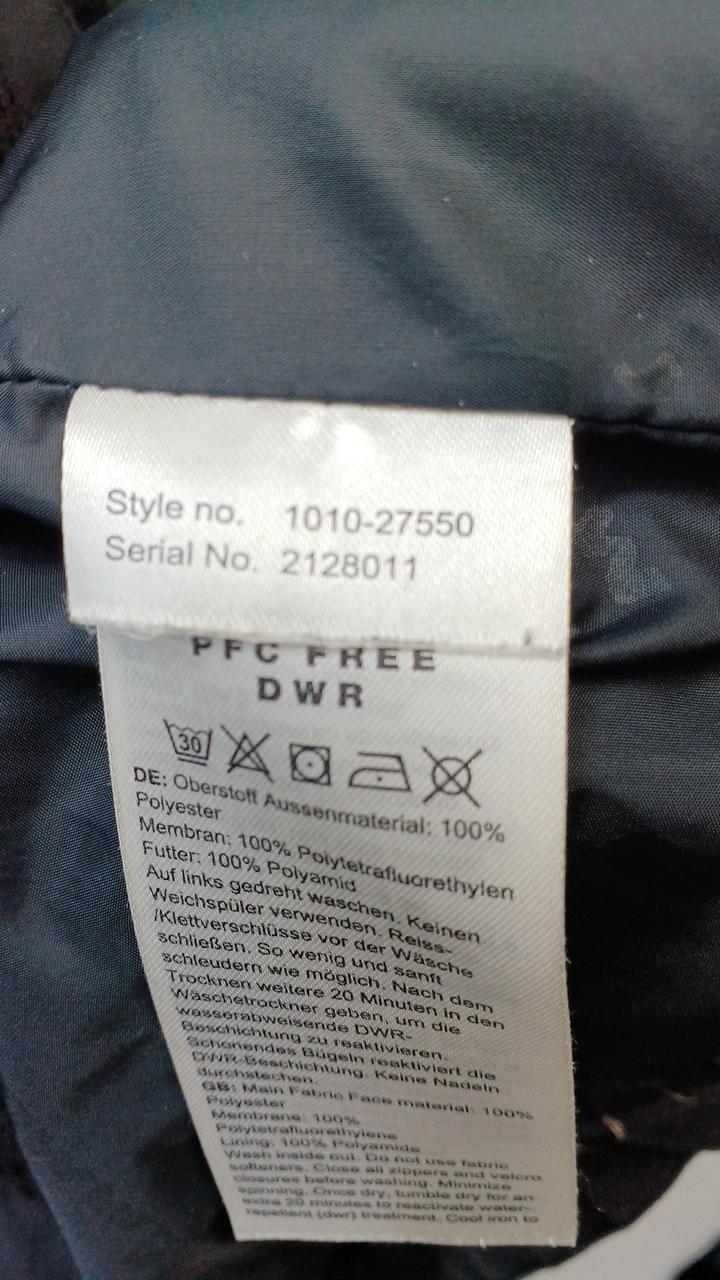 Style no. 1010-27550
Serial No. 2128011
PFC FREE
DWR
30
DE: Oberstoff Aussenmaterial: 100%
Polyester
Membran: 100% Polytetrafluorethylen
Futter: 100% Polyamid
Auf links gedreht waschen. Keinen
Weichspüler verwenden. Reiss-
/Klettverschlüsse vor der Wäsche
schließen. So wenig und sanft
schleudern wie möglich. Nach dem
Trocknen weitere 20 Minuten in den
Wäschetrockner geben, um die
wasserabweisende DWR-
Beschichtung zu reaktivieren.
Schonendes Bügeln reaktiviert die
DWR-Beschichtung. Keine Nadeln
durchstechen.
GB: Main Fabric Face material: 100%
Polyester
Membrane: 100%
Polytetrafluorethylene
Lining: 100% Polyamide
Wash inside out. Do not use fabric
softeners. Close all zippers and velcro
closures before washing. Minimize
spinning. Once dry, tumble dry for an
extra 20 minutes to reactivate water-
repellent (dwr) treatment. Cool iron to